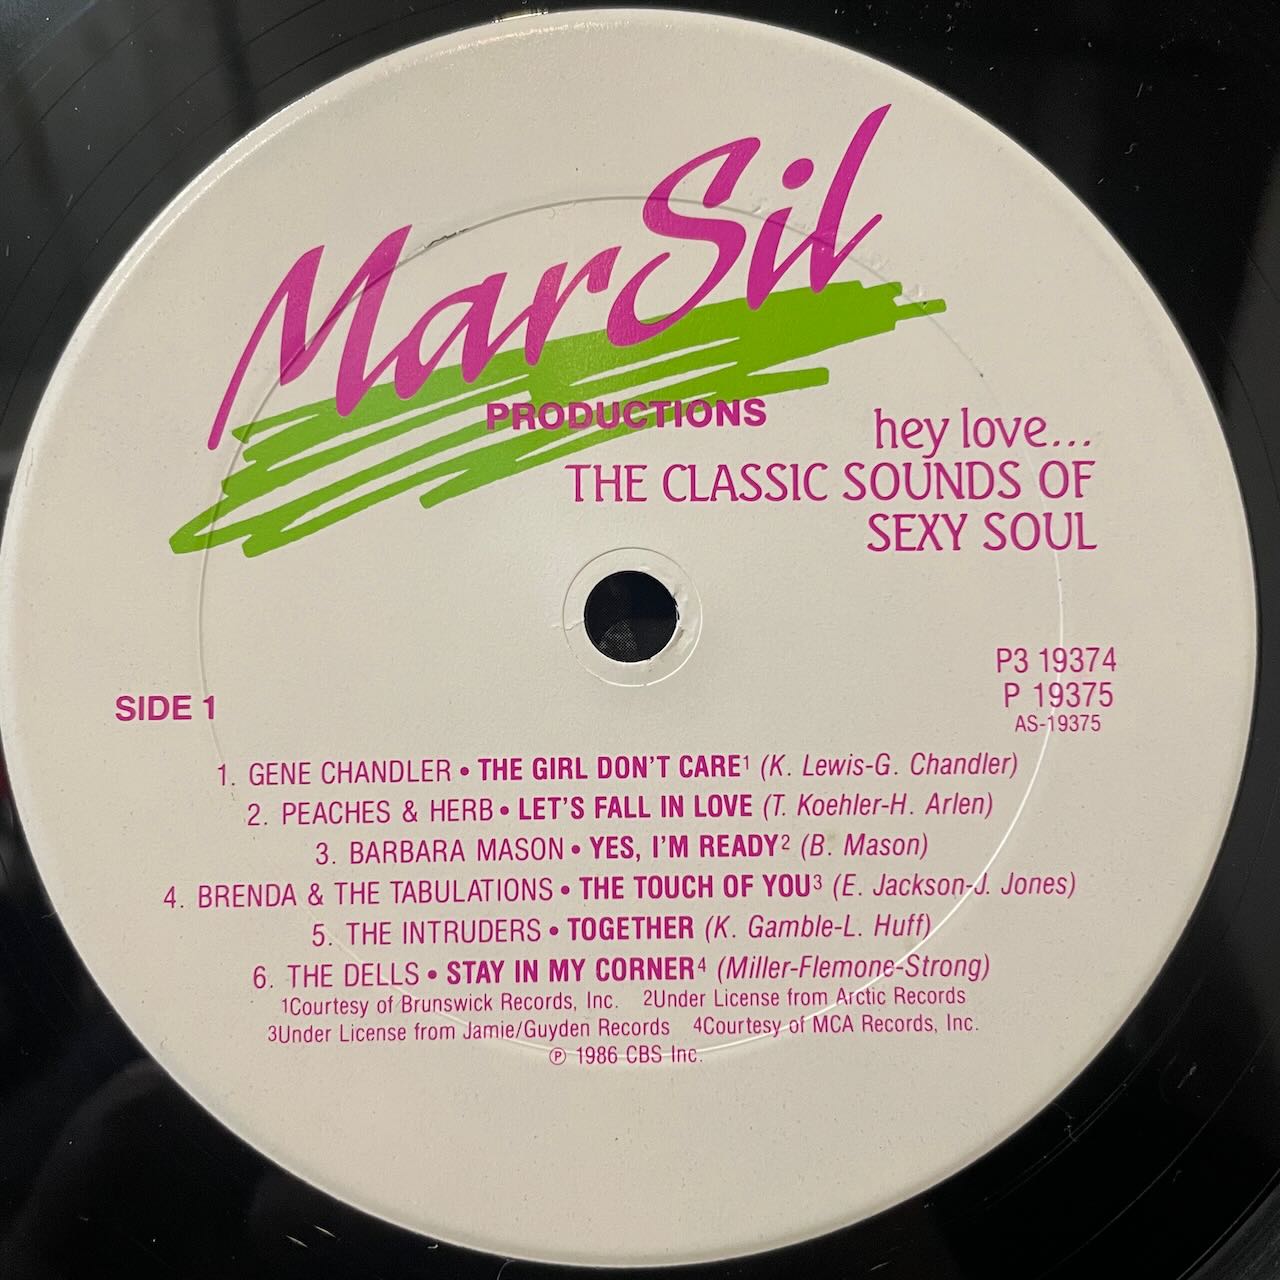 MarSil
PRODUCTIONS
hey love...
THE CLASSIC SOUNDS OF
SEXY SOUL
P3 19374
P 19375
AS-19375
SIDE 1
1. GENE CHANDLER • THE GIRL DON'T CARE¹ (K. Lewis-G. Chandler)
2. PEACHES & HERB • LET'S FALL IN LOVE (T. Koehler-H. Arlen)
3. BARBARA MASON • YES, I'M READY² (B. Mason)
4. BRENDA & THE TABULATIONS • THE TOUCH OF YOU³ (E. Jackson-J. Jones)
5. THE INTRUDERS • TOGETHER (K. Gamble-L. Huff)
6. THE DELLS • STAY IN MY CORNER⁴ (Miller-Flemone-Strong)
1Courtesy of Brunswick Records, Inc. 2Under License from Arctic Records
3Under License from Jamie/Guyden Records 4Courtesy of MCA Records, Inc.
℗ 1986 CBS Inc.